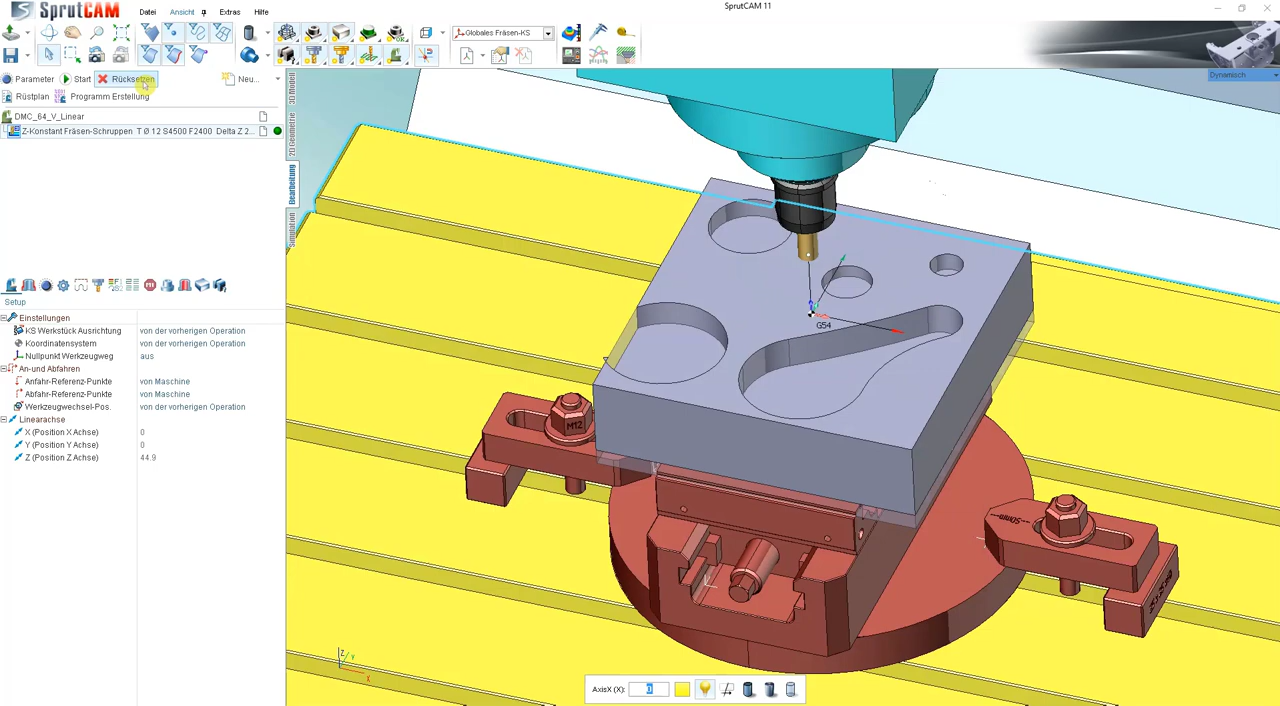 SprutCAM
Datei
Ansicht
Extras
Hilfe
SprutCAM 11
Globales Fräsen-KS
Dynamisch
Parameter
Start
Rücksetzen
Neu...
Rüstplan
Programm Erstellung
DMC_64_V_Linear
Z-Konstant Fräsen-Schruppen T Ø 12 S4500 F2400 Delta Z 2...
3D Modell
2D Geometrie
Bearbeitung
Simulation
Setup
Einstellungen
KS Werkstück Ausrichtung von der vorherigen Operation
Koordinatensystem von der vorherigen Operation
Nullpunkt Werkzeugweg aus
An-und Abfahren
Anfahr-Referenz-Punkte von Maschine
Abfahr-Referenz-Punkte von Maschine
Werkzeugwechsel-Pos. von der vorherigen Operation
Linearachse
X (Position X Achse) 0
Y (Position Y Achse) 0
Z (Position Z Achse) 44.9
G54
M12
Z
Y
X
AxisX (X): 0